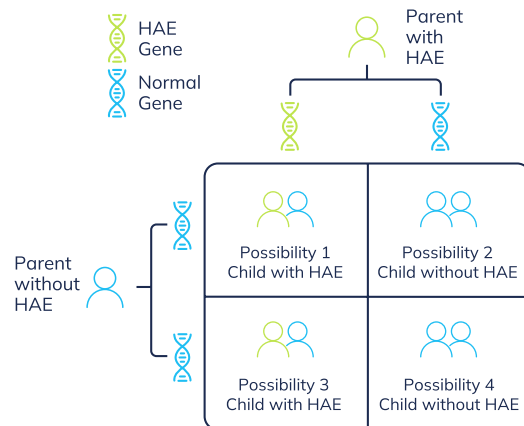 HAE
Gene
Normal
Gene
Parent
with
HAE
Parent
without
HAE
Possibility 1
Child with HAE
Possibility 2
Child without HAE
Possibility 3
Child with HAE
Possibility 4
Child without HAE